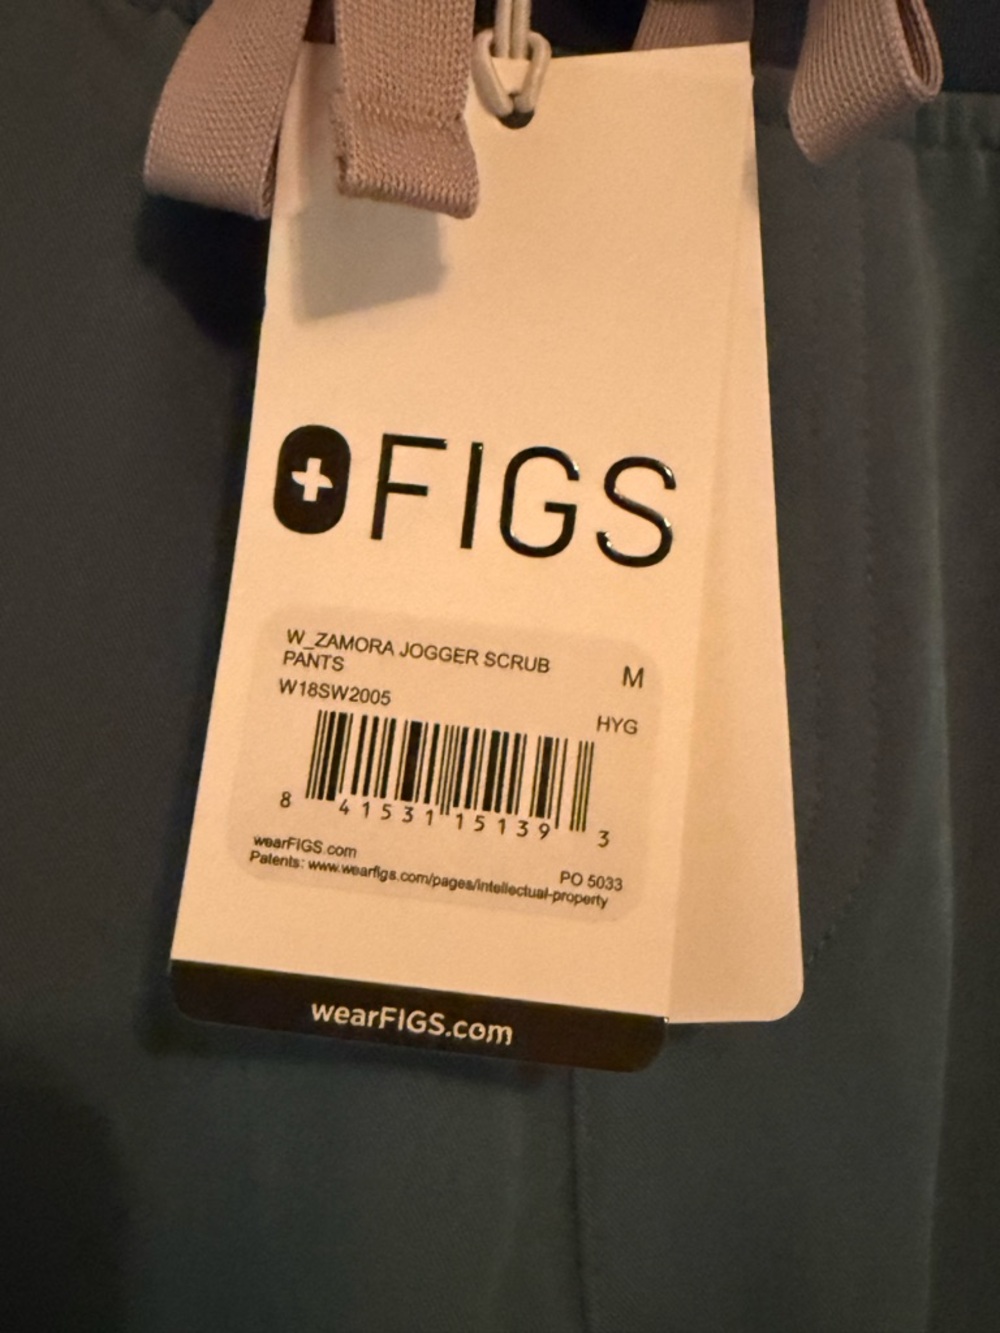 FIGS
W_ZAMORA JOGGER SCRUB
PANTS
M
W18SW2005
HYG
8 41531 15139 3
wearFIGS.com
PO 5033
Patents: www.wearfigs.com/pages/intellectual-property
wearFIGS.com